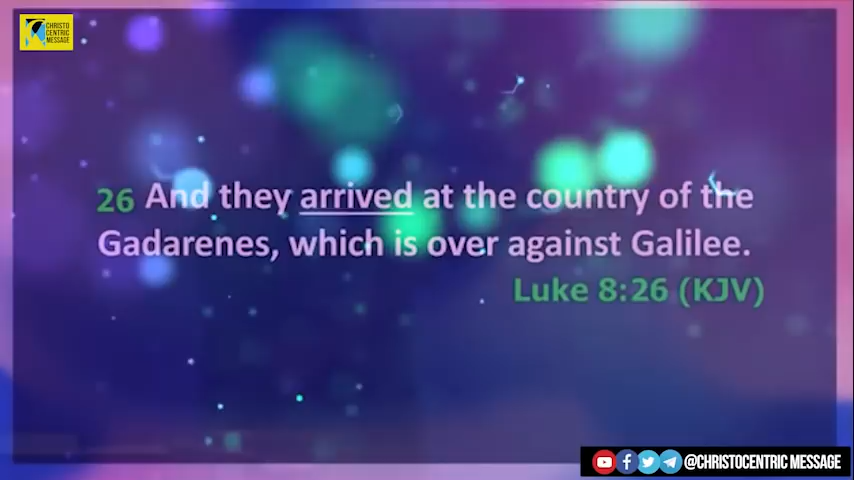 CHRISTO
CENTRIC
MESSAGE
26 And they arrived at the country of the
Gadarenes, which is over against Galilee.
Luke 8:26 (KJV)
@CHRISTOCENTRIC MESSAGE